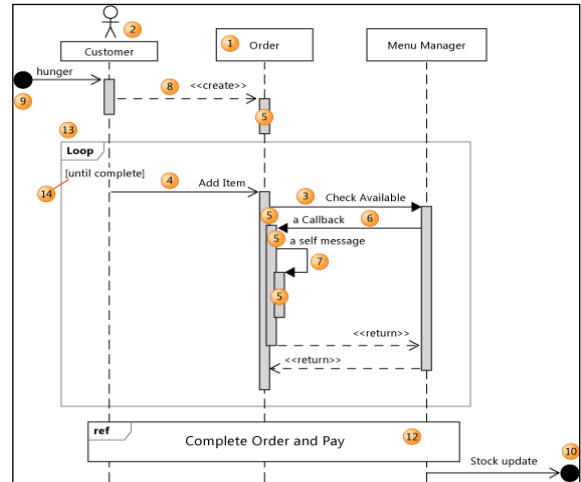 2
1
Customer
Order
Menu Manager
hunger
8
<<create>>
9
5
13
Loop
[until complete]
14
4
Add Item
3
Check Available
5
a Callback
6
5
a self message
7
5
<<return>>
<<return>>
ref
Complete Order and Pay
12
10
Stock update